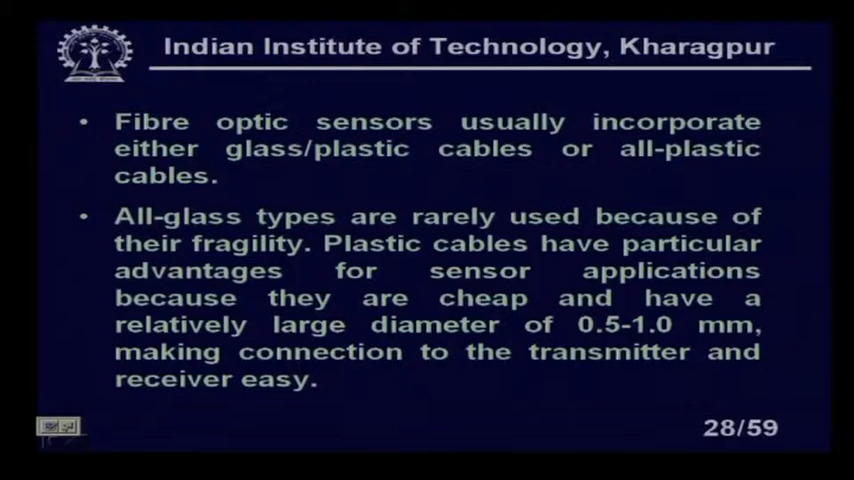 Indian Institute of Technology, Kharagpur
• Fibre optic sensors usually incorporate
either glass/plastic cables or all-plastic
cables.
• All-glass types are rarely used because of
their fragility. Plastic cables have particular
advantages for sensor applications
because they are cheap and have a
relatively large diameter of 0.5-1.0 mm,
making connection to the transmitter and
receiver easy.
28/59